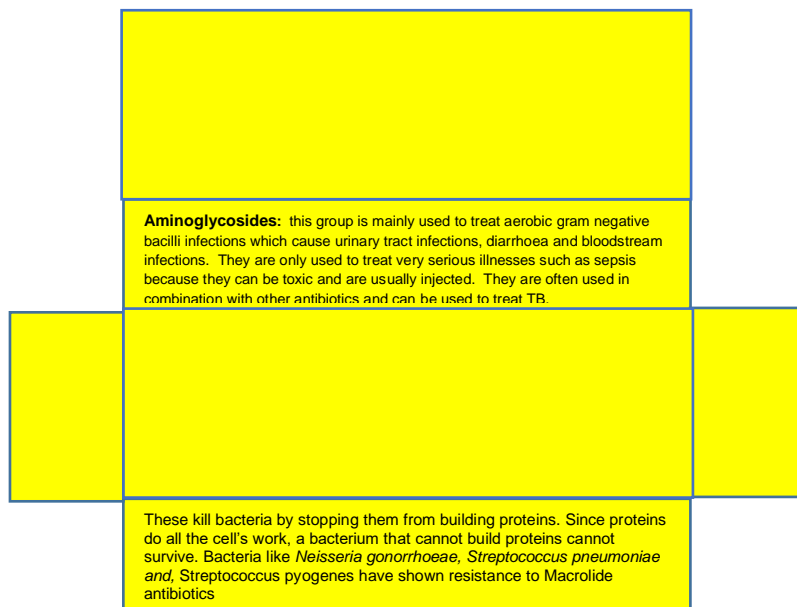 Aminoglycosides: this group is mainly used to treat aerobic gram negative
bacilli infections which cause urinary tract infections, diarrhoea and bloodstream
infections. They are only used to treat very serious illnesses such as sepsis
because they can be toxic and are usually injected. They are often used in
combination with other antibiotics and can be used to treat TB.
These kill bacteria by stopping them from building proteins. Since proteins
do all the cell’s work, a bacterium that cannot build proteins cannot
survive. Bacteria like Neisseria gonorrhoeae, Streptococcus pneumoniae
and, Streptococcus pyogenes have shown resistance to Macrolide
antibiotics